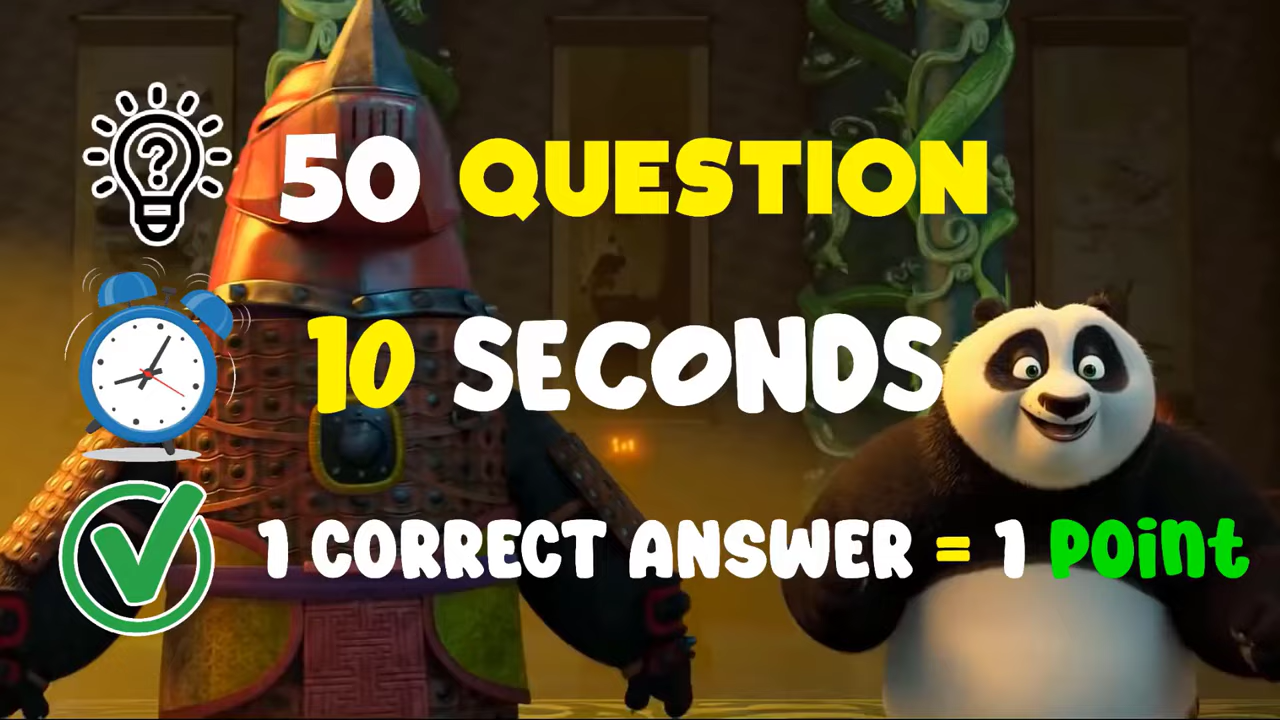 ?
50 QUESTION
10 SECONDS
1 CORRECT ANSWER = 1 Point